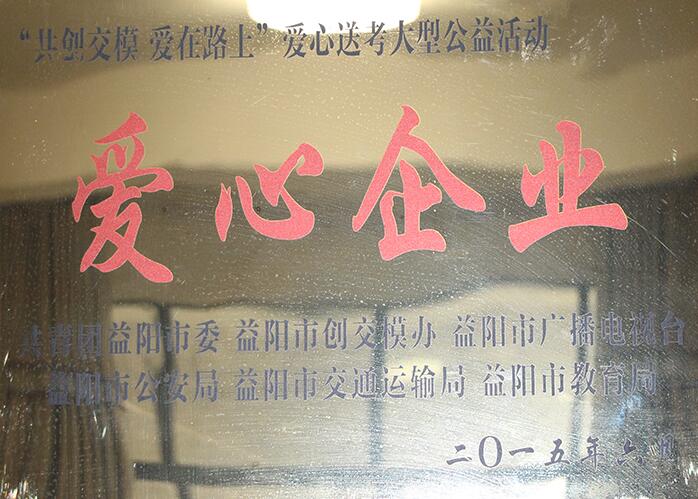 “共创交模 爱在路上”爱心送考大型公益活动
爱心企业
共青团益阳市委 益阳市创交模办 益阳市广播电视台
益阳市公安局 益阳市交通运输局 益阳市教育局
二〇一五年六月